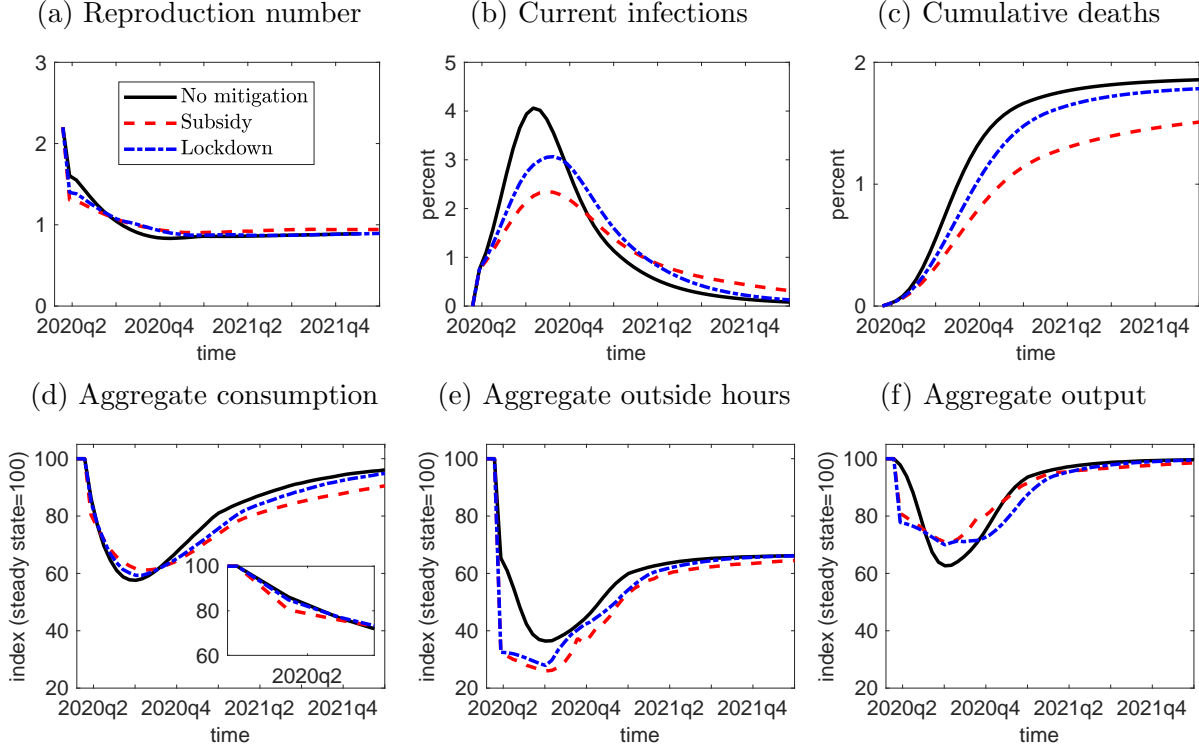 (a) Reproduction number
(b) Current infections
(c) Cumulative deaths
3
2
1
0
No mitigation
Subsidy
Lockdown
2020q2 2020q4 2021q2 2021q4
time
5
4
3
2
1
0
percent
2020q2 2020q4 2021q2 2021q4
time
2
1
0
percent
2020q2 2020q4 2021q2 2021q4
time
(d) Aggregate consumption
(e) Aggregate outside hours
(f) Aggregate output
100
80
60
40
20
index (steady state=100)
100
80
60
2020q2
2020q2 2020q4 2021q2 2021q4
time
100
80
60
40
20
index (steady state=100)
2020q2 2020q4 2021q2 2021q4
time
100
80
60
40
20
index (steady state=100)
2020q2 2020q4 2021q2 2021q4
time